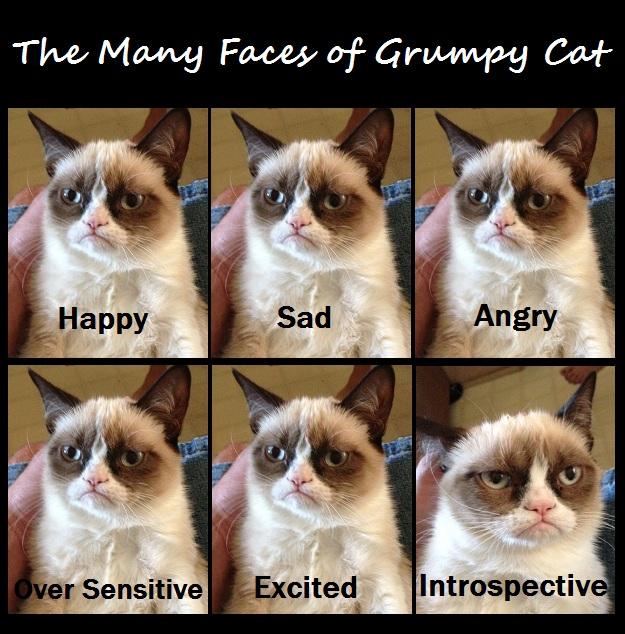 The Many Faces of Grumpy Cat
Happy
Sad
Angry
Over Sensitive
Excited
Introspective